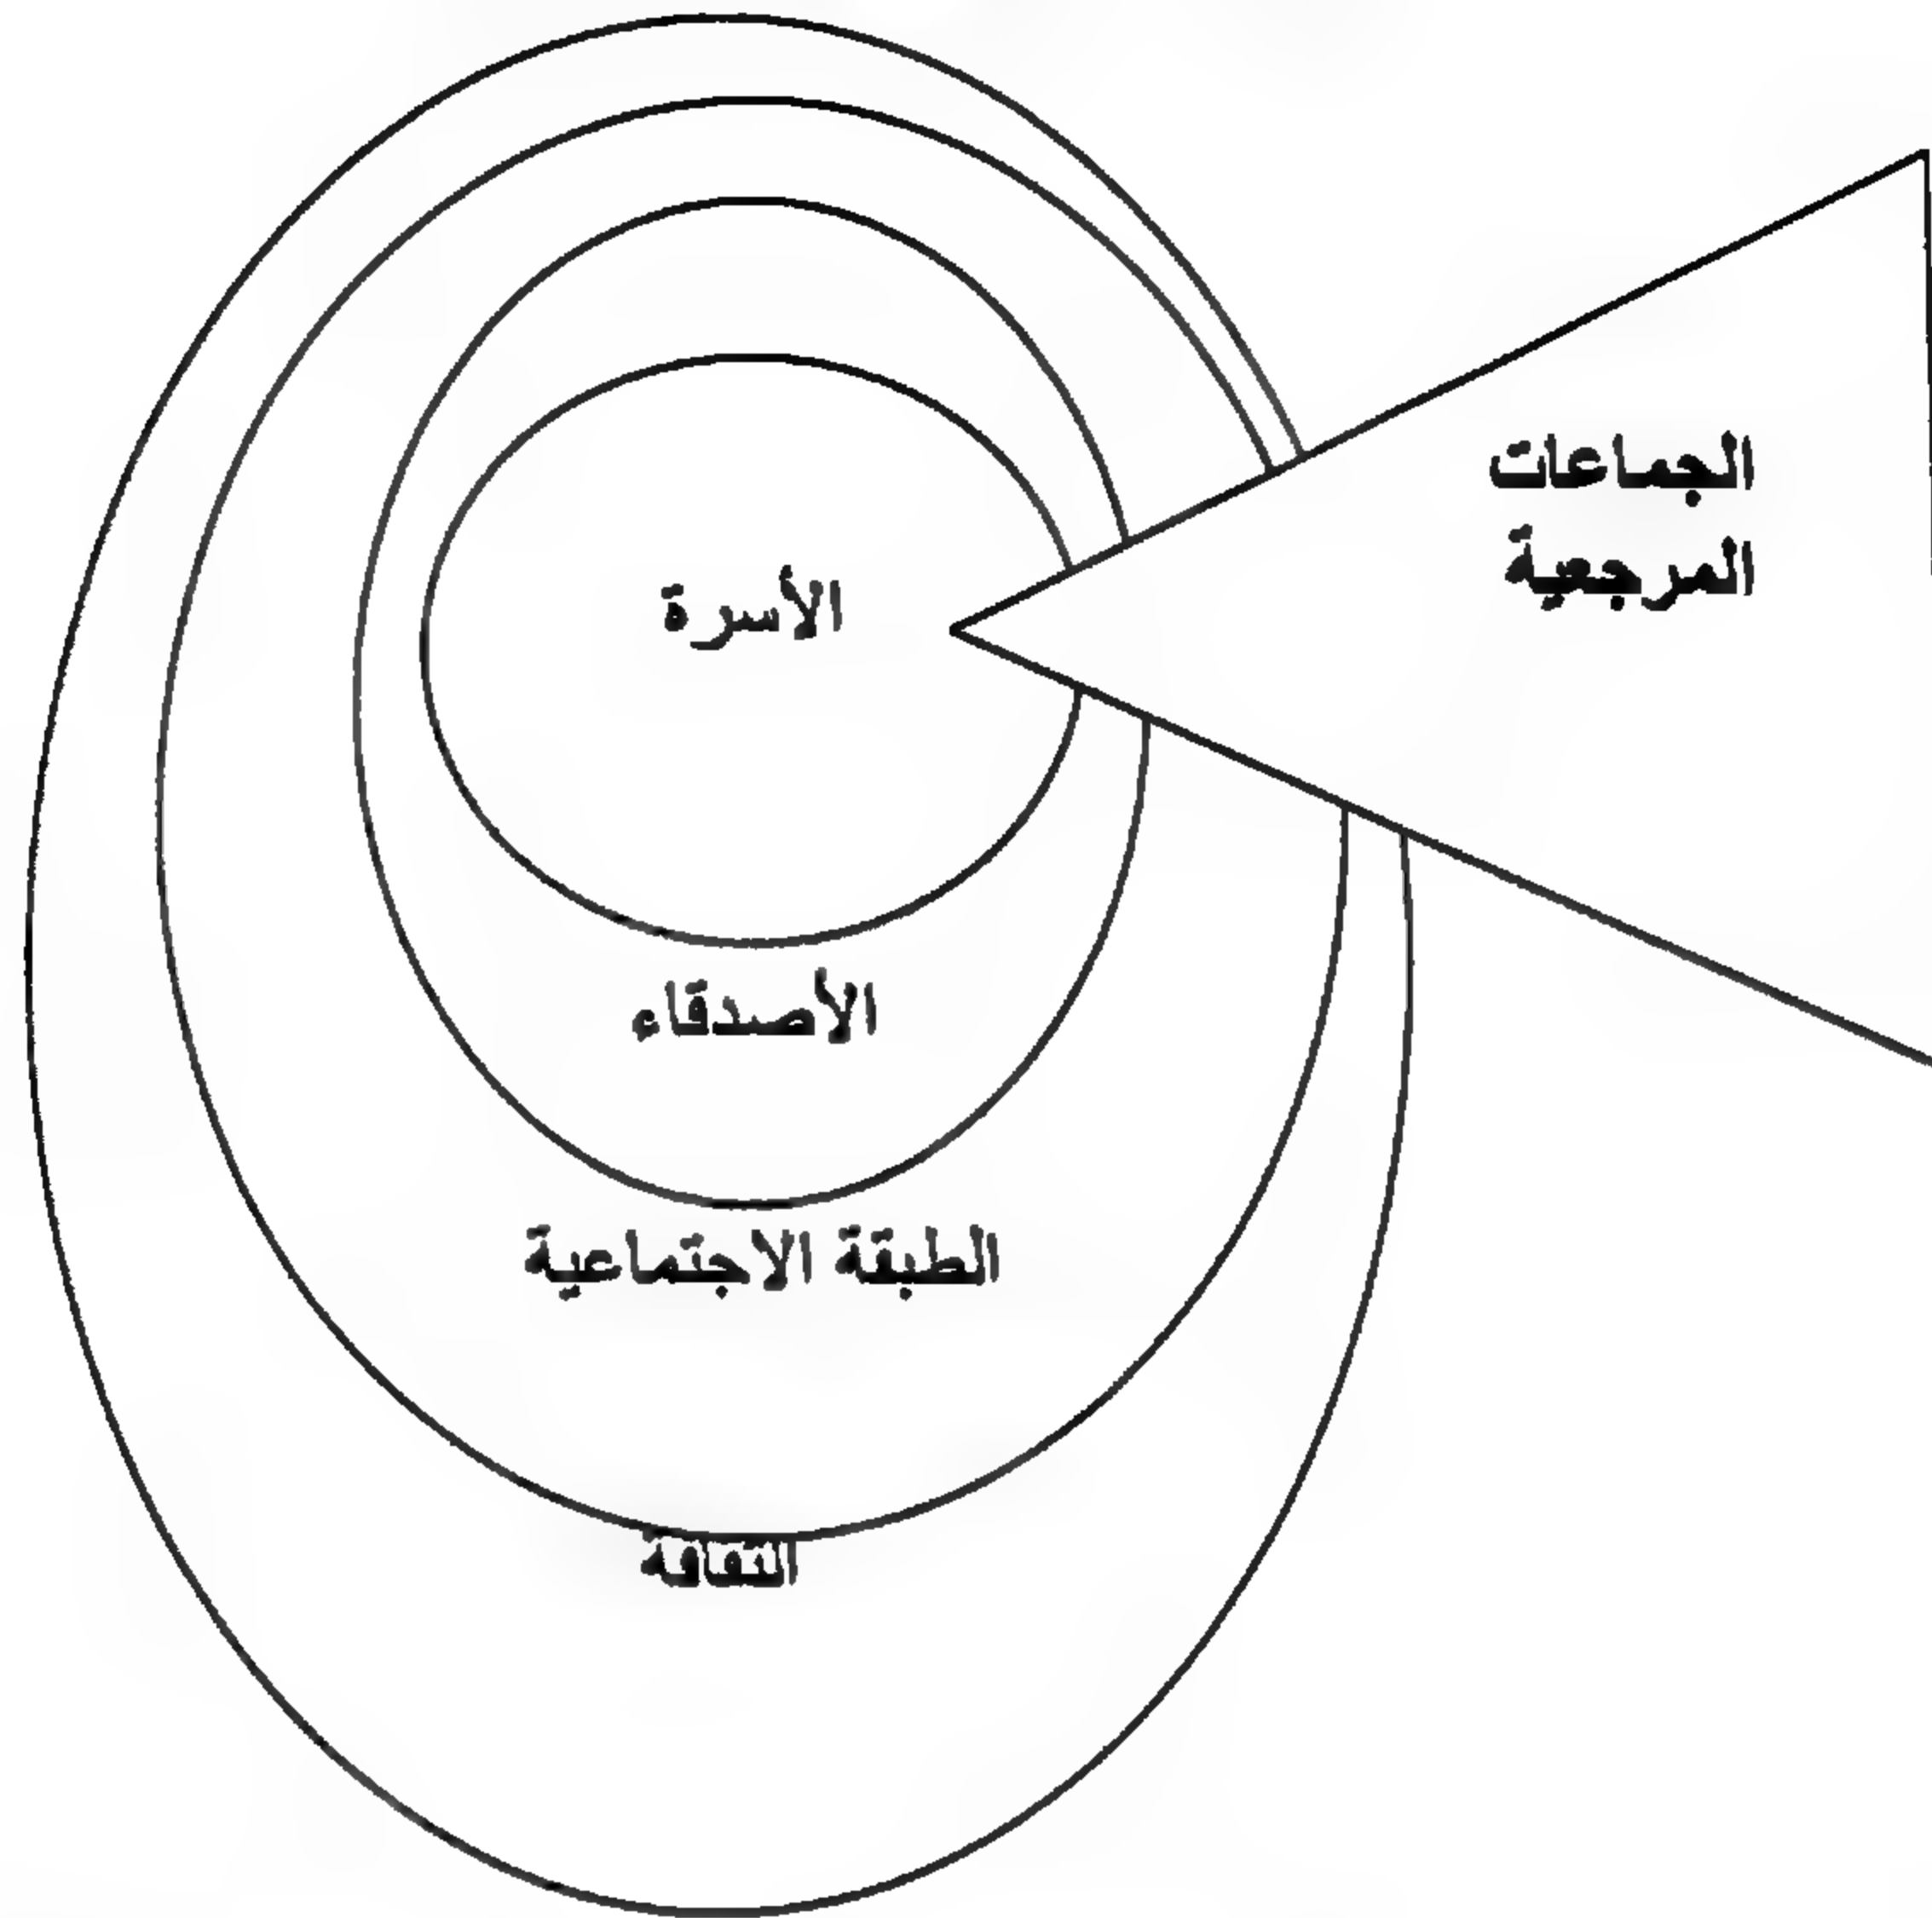 الجماعات
المرجعية
الأسرة
الأصدقاء
الطبقة الاجتماعية
الثقافة